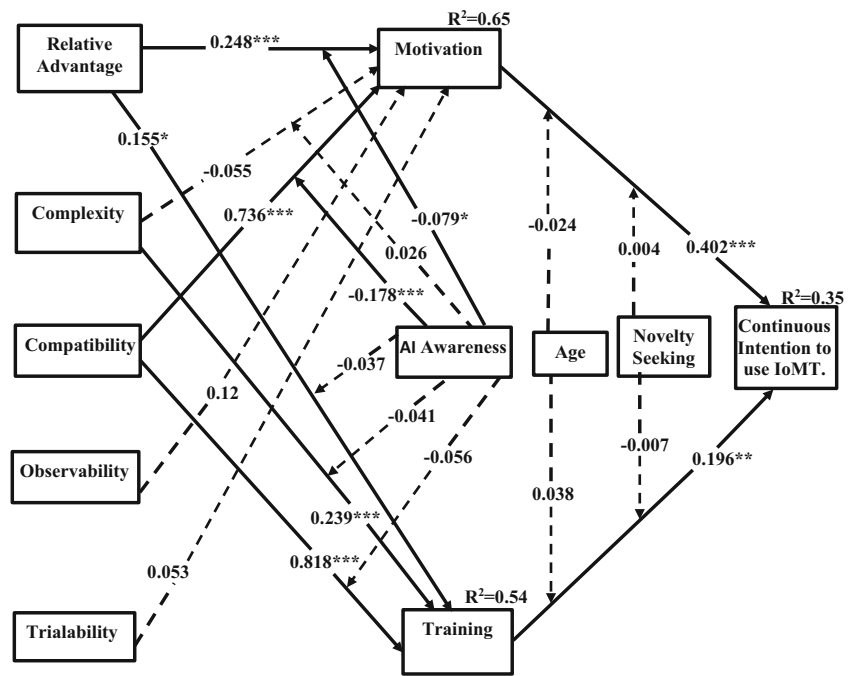 R²=0.65
Relative
Advantage
0.248***
Motivation
0.155*
-0.055
Complexity
0.736***
-0.079*
-0.024
0.004
0.402***
0.026
-0.178***
R²=0.35
Compatibility
AI Awareness
Age
Novelty
Seeking
Continuous
Intention to
use IoMT.
-0.037
0.12
-0.041
-0.056
-0.007
0.196**
Observability
0.038
0.239***
0.818***
0.053
R²=0.54
Trialability
Training